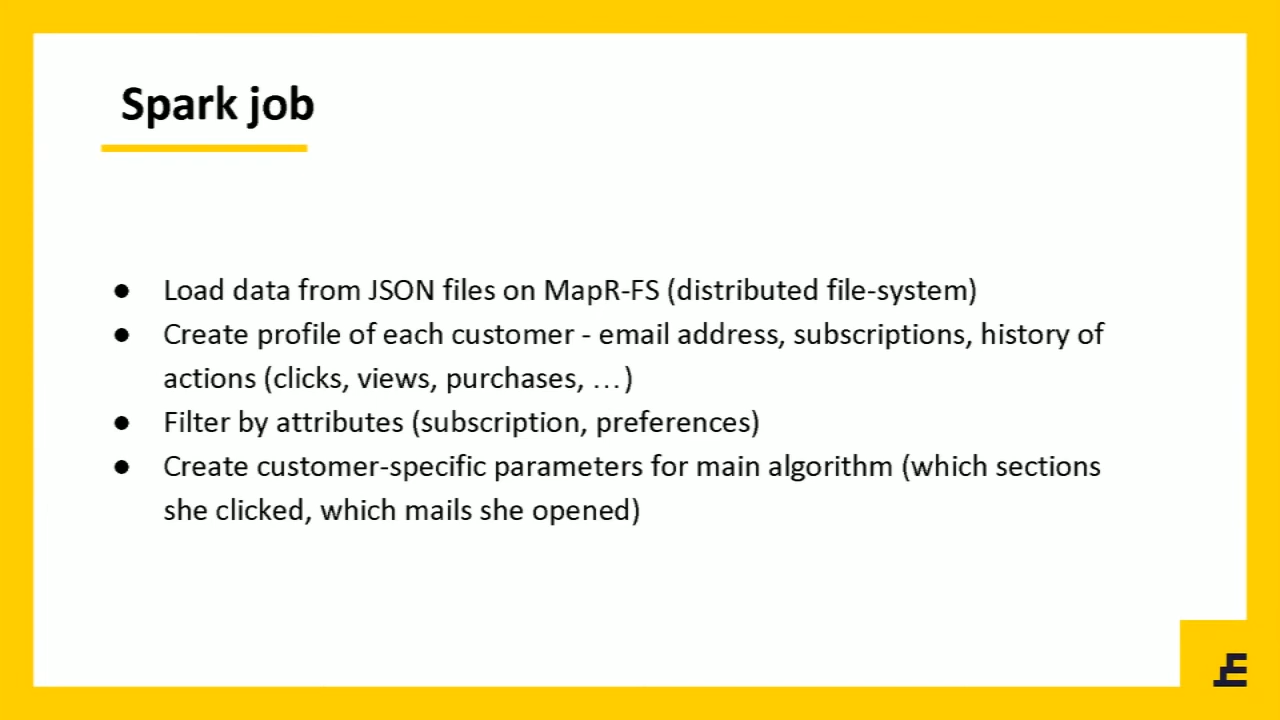 Spark job
● Load data from JSON files on MapR-FS (distributed file-system)
● Create profile of each customer - email address, subscriptions, history of
actions (clicks, views, purchases, …)
● Filter by attributes (subscription, preferences)
● Create customer-specific parameters for main algorithm (which sections
she clicked, which mails she opened)